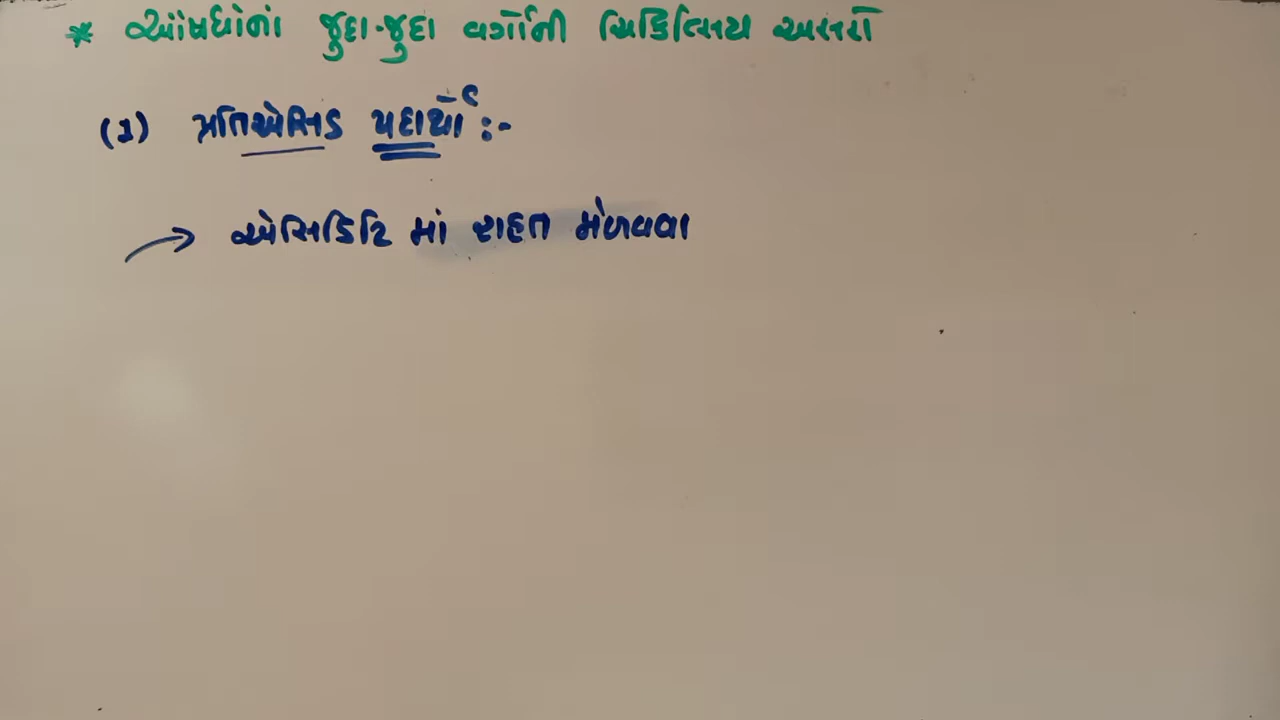 * ઔષધોનાં જુદા-જુદા વર્ગોની ચિકિત્સિય અસરો
(1) પ્રતિએસિડ પદાર્થો :-
→ એસિડિટિ માં રાહત મેળવવા